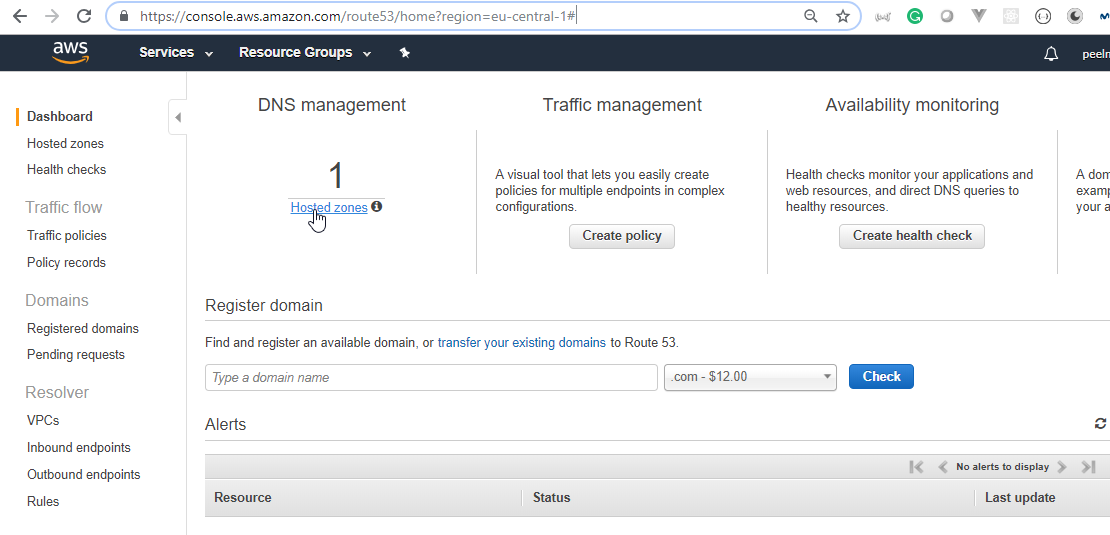 https://console.aws.amazon.com/route53/home?region=eu-central-1#
aws
Services
Resource Groups
peeln
Dashboard
Hosted zones
Health checks
Traffic flow
Traffic policies
Policy records
Domains
Registered domains
Pending requests
Resolver
VPCs
Inbound endpoints
Outbound endpoints
Rules
DNS management
1
Hosted zones
Traffic management
A visual tool that lets you easily create
policies for multiple endpoints in complex
configurations.
Create policy
Availability monitoring
Health checks monitor your applications and
web resources, and direct DNS queries to
healthy resources.
Create health check
A dom
examp
your a
Register domain
Find and register an available domain, or transfer your existing domains to Route 53.
Type a domain name
.com - $12.00
Check
Alerts
No alerts to display
Resource
Status
Last update